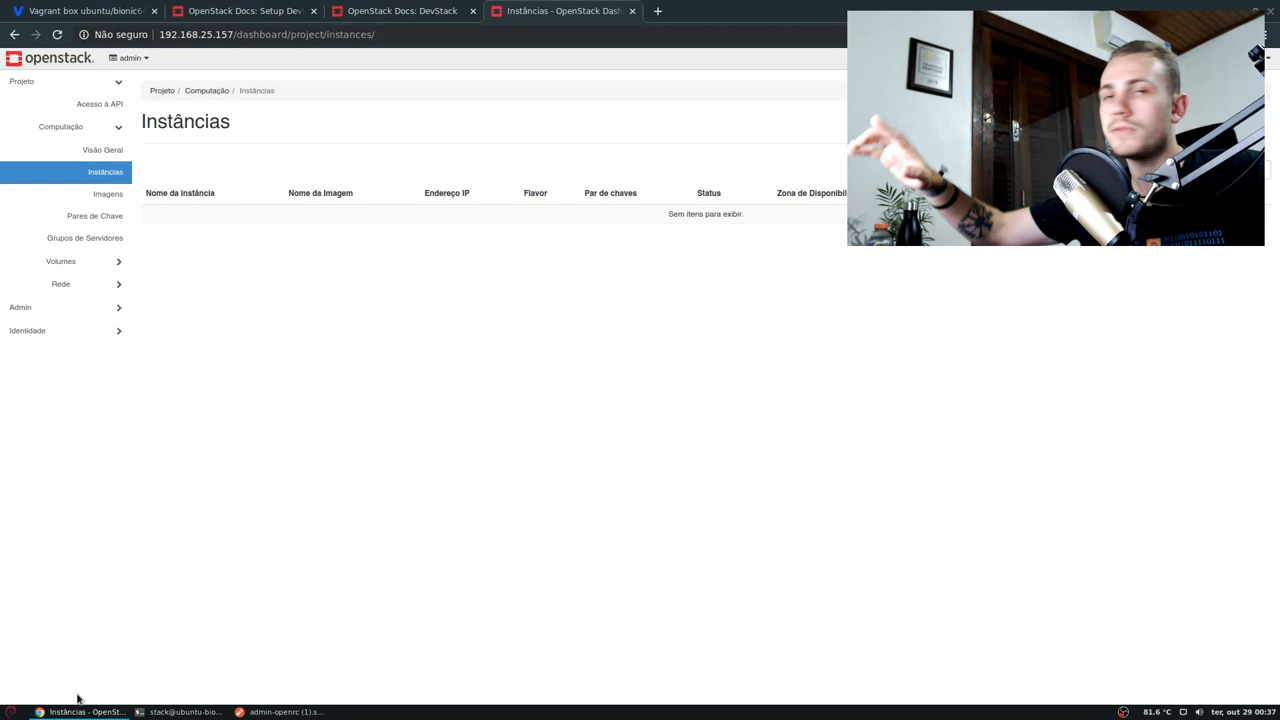 Vagrant box ubuntu/bionic6
OpenStack Docs: Setup Dev
OpenStack Docs: DevStack
Instâncias - OpenStack Das
Não seguro
192.168.25.157/dashboard/project/instances/
openstack.
admin
Projeto
Acesso à API
Computação
Visão Geral
Instâncias
Imagens
Pares de Chave
Grupos de Servidores
Volumes
Rede
Admin
Identidade
Projeto / Computação / Instâncias
Instâncias
Nome da Instância Nome da Imagem Endereço IP Flavor Par de chaves Status Zona de Disponibil
Sem itens para exibir.
Instâncias - OpenSt...
stack@ubuntu-bio...
admin-openrc (1).s...
81.6 °C
ter, out 29 00:37